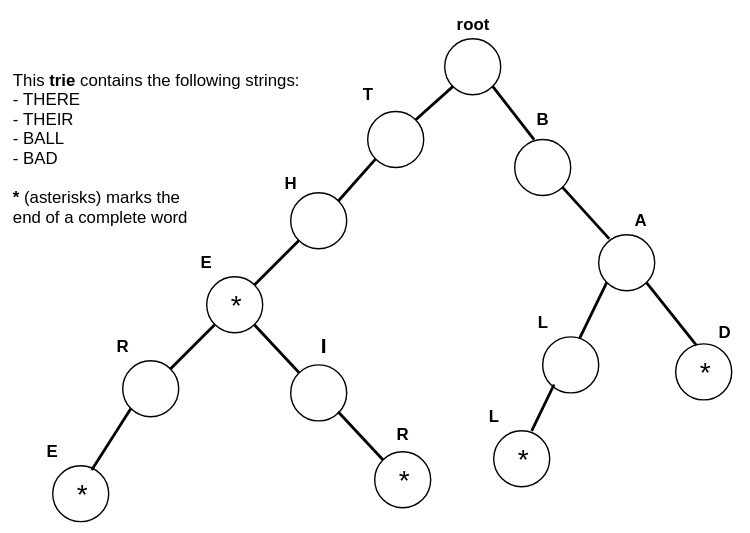 root
This trie contains the following strings:
- THERE
- THEIR
- BALL
- BAD
* (asterisks) marks the
end of a complete word
T
B
H
A
E
*
R
I
L
D
*
E
*
R
*
L
*